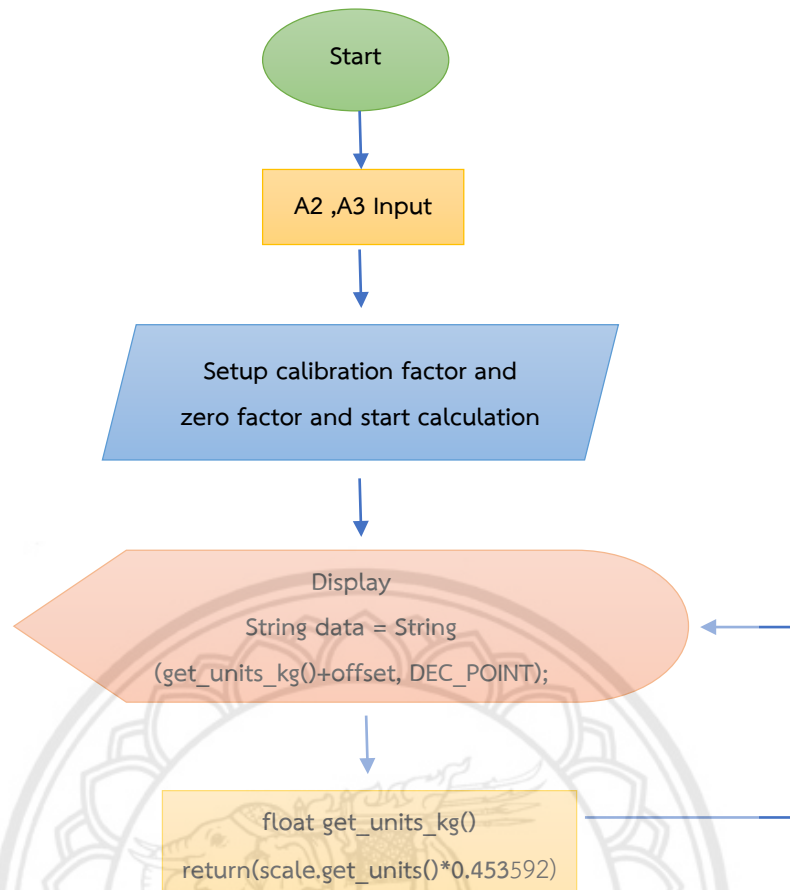 Start
A2 ,A3 Input
Setup calibration factor and
zero factor and start calculation
Display
String data = String
(get_units_kg()+offset, DEC_POINT);
float get_units_kg()
return(scale.get_units()*0.453592)